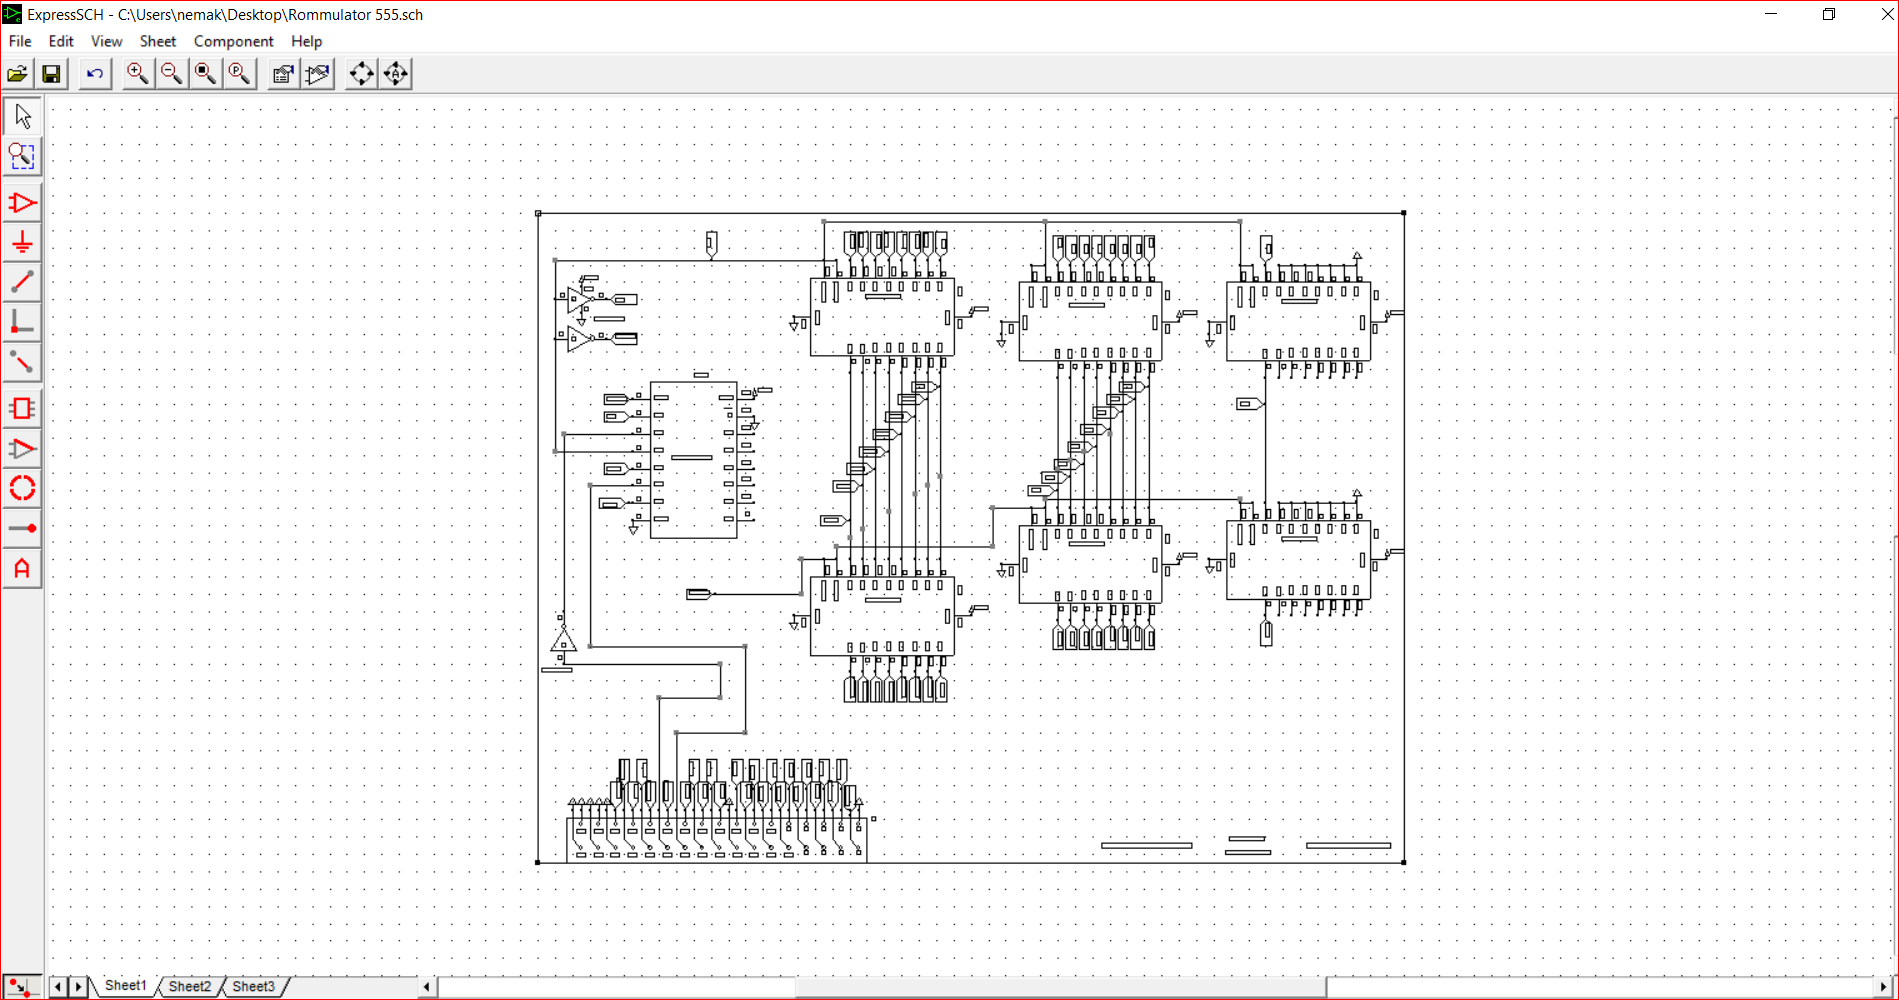 ExpressSCH - C:\Users\nemak\Desktop\Rommulator 555.sch
File Edit View Sheet Component Help
Sheet1 Sheet2 Sheet3